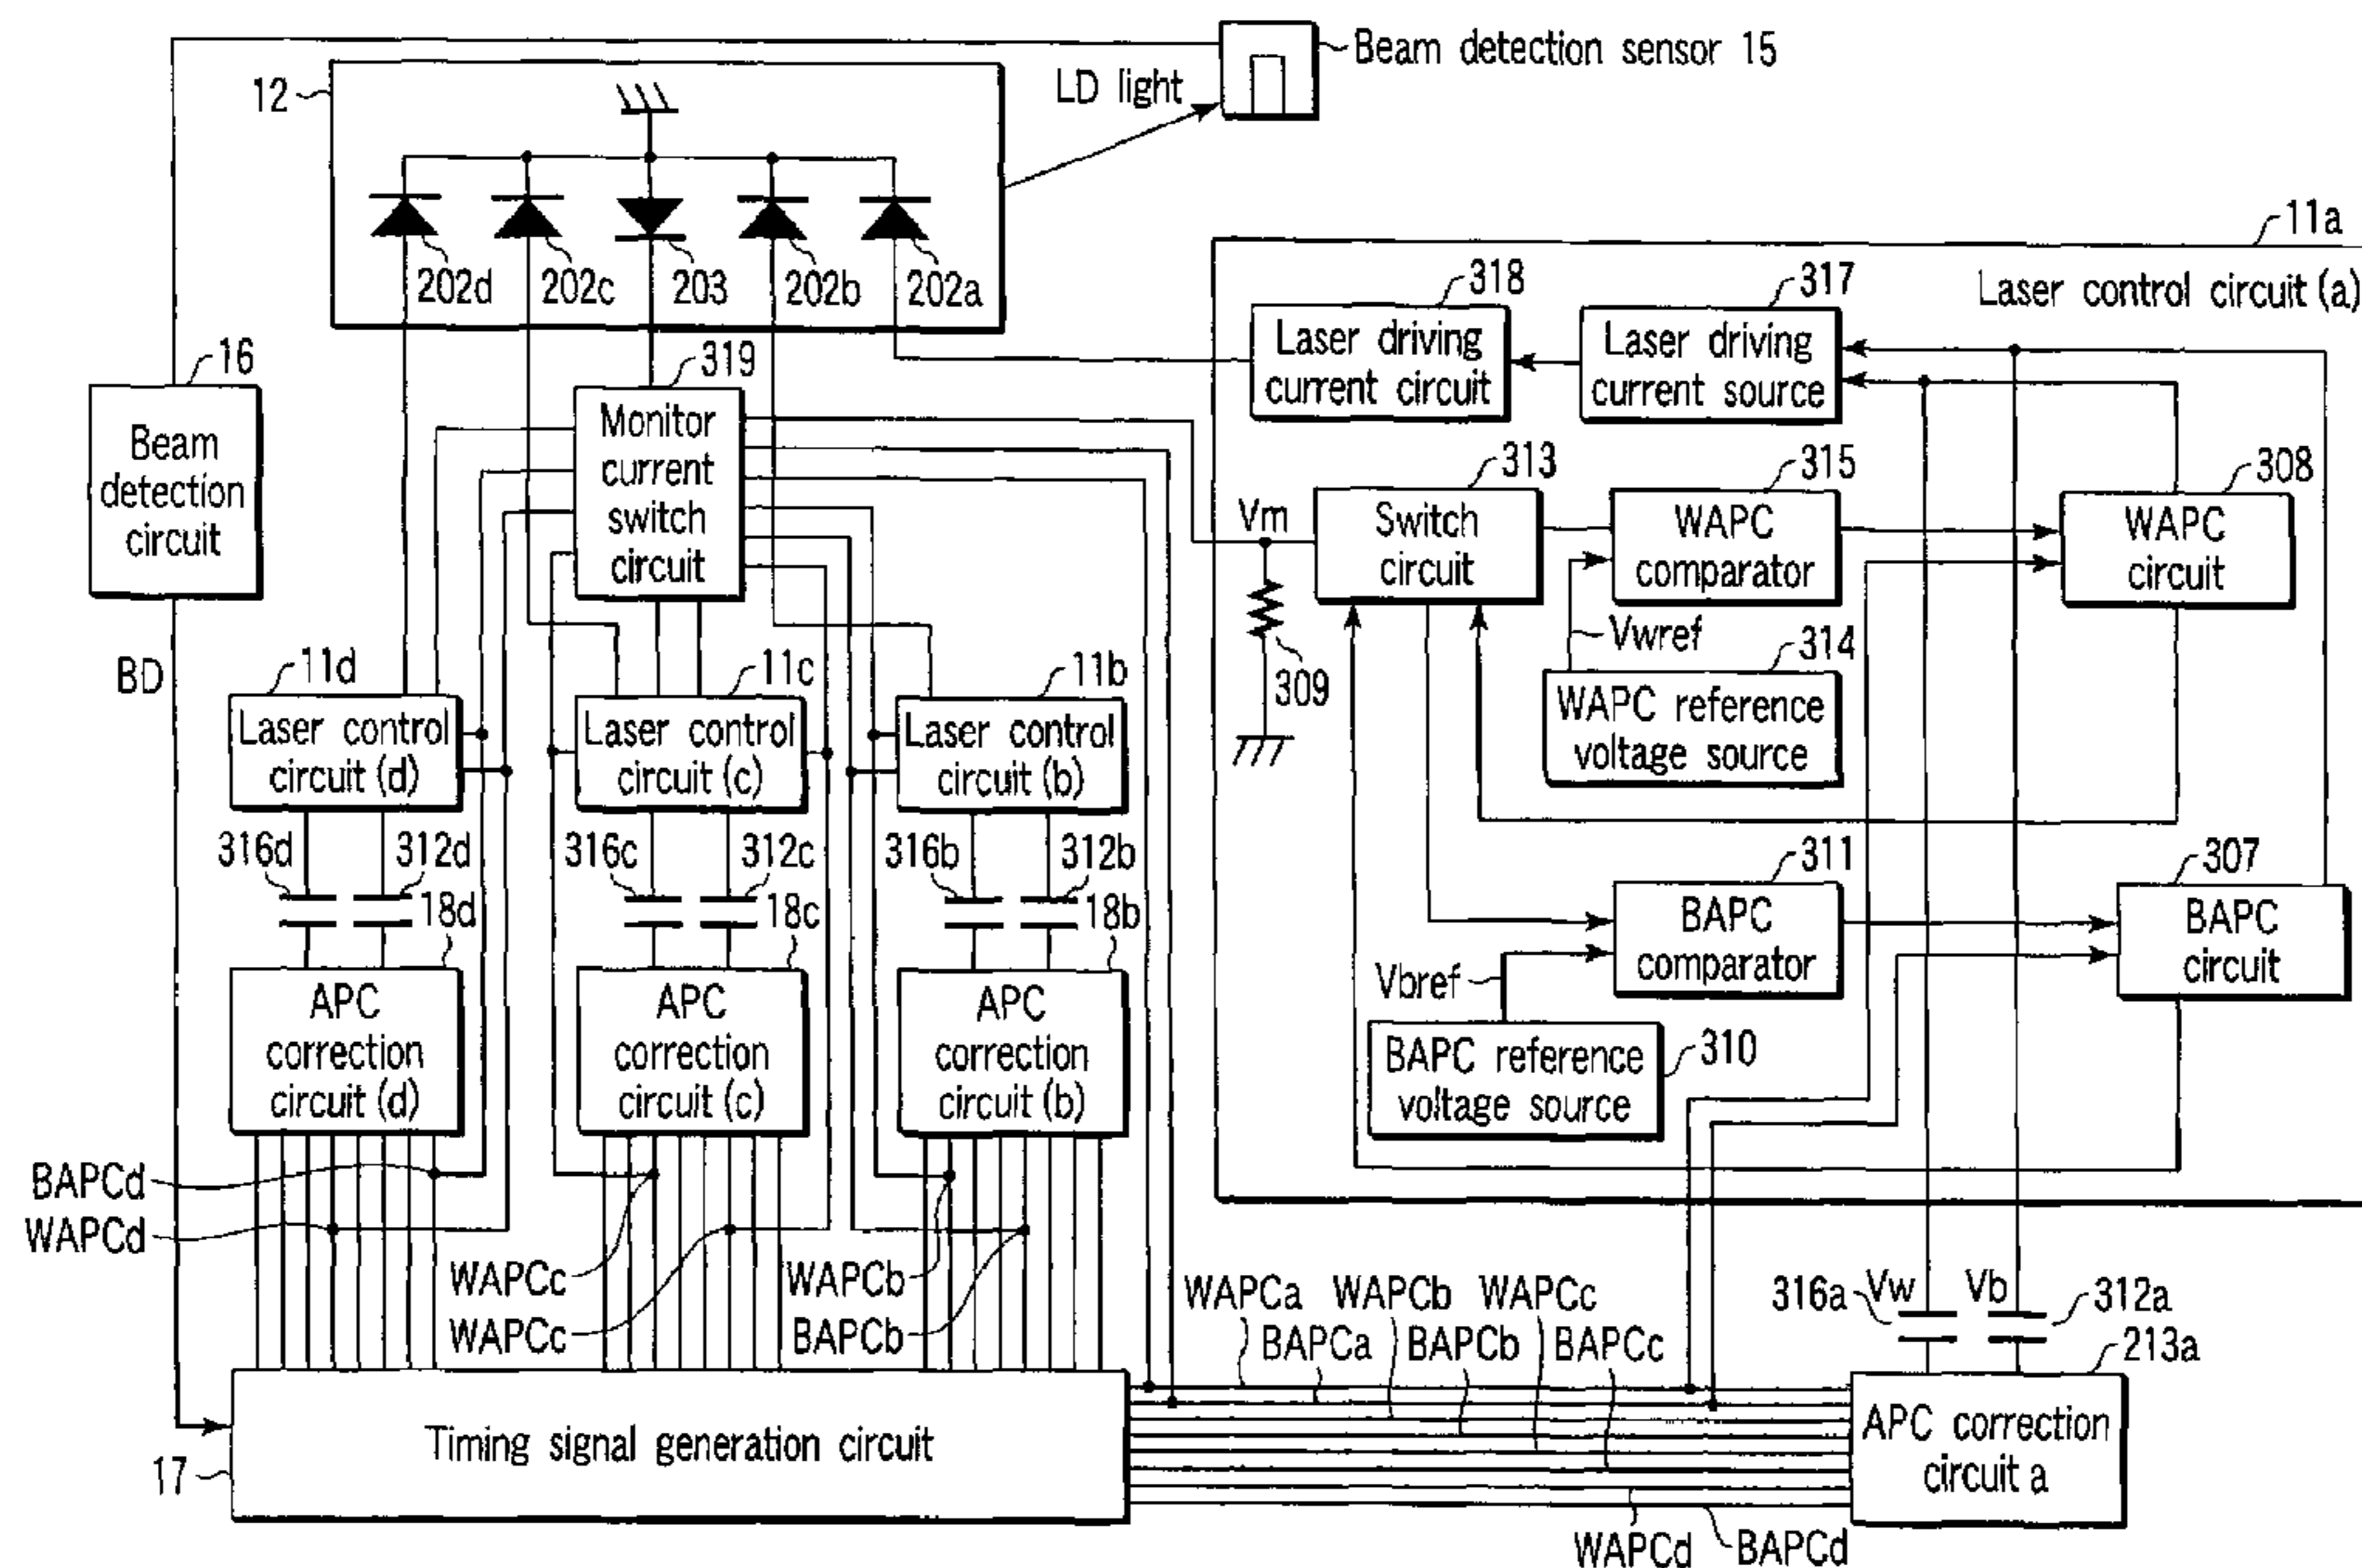 Beam detection sensor 15
LD light
12
202d
202c
203
202b
202a
11a
Laser control circuit (a)
318
Laser driving
current circuit
317
Laser driving
current source
16
Beam
detection
circuit
319
Monitor
current
switch
circuit
Vm
313
Switch
circuit
315
WAPC
comparator
308
WAPC
circuit
309
Vwref
314
WAPC reference
voltage source
BD
11d
Laser control
circuit (d)
11c
Laser control
circuit (c)
11b
Laser control
circuit (b)
316d
312d
316c
312c
316b
312b
18d
18c
18b
APC
correction
circuit (d)
APC
correction
circuit (c)
APC
correction
circuit (b)
311
BAPC
comparator
307
BAPC
circuit
Vbref
BAPC reference
voltage source
310
BAPCd
WAPCd
WAPCc
WAPCc
WAPCb
BAPCb
WAPCa
WAPCb
WAPCc
BAPCa
BAPCb
BAPCc
316a
Vw
Vb
312a
213a
Timing signal generation circuit
17
APC correction
circuit a
WAPCd
BAPCd